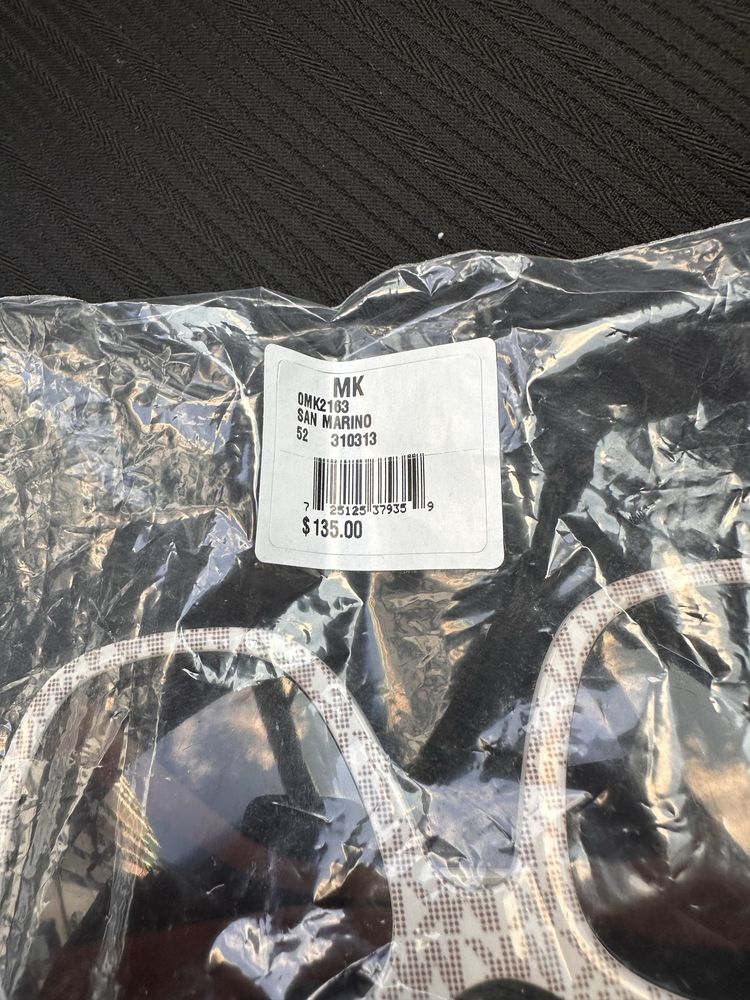 MK
0MK2163
SAN MARINO
52 310313
7 25125 37935 9
$135.00